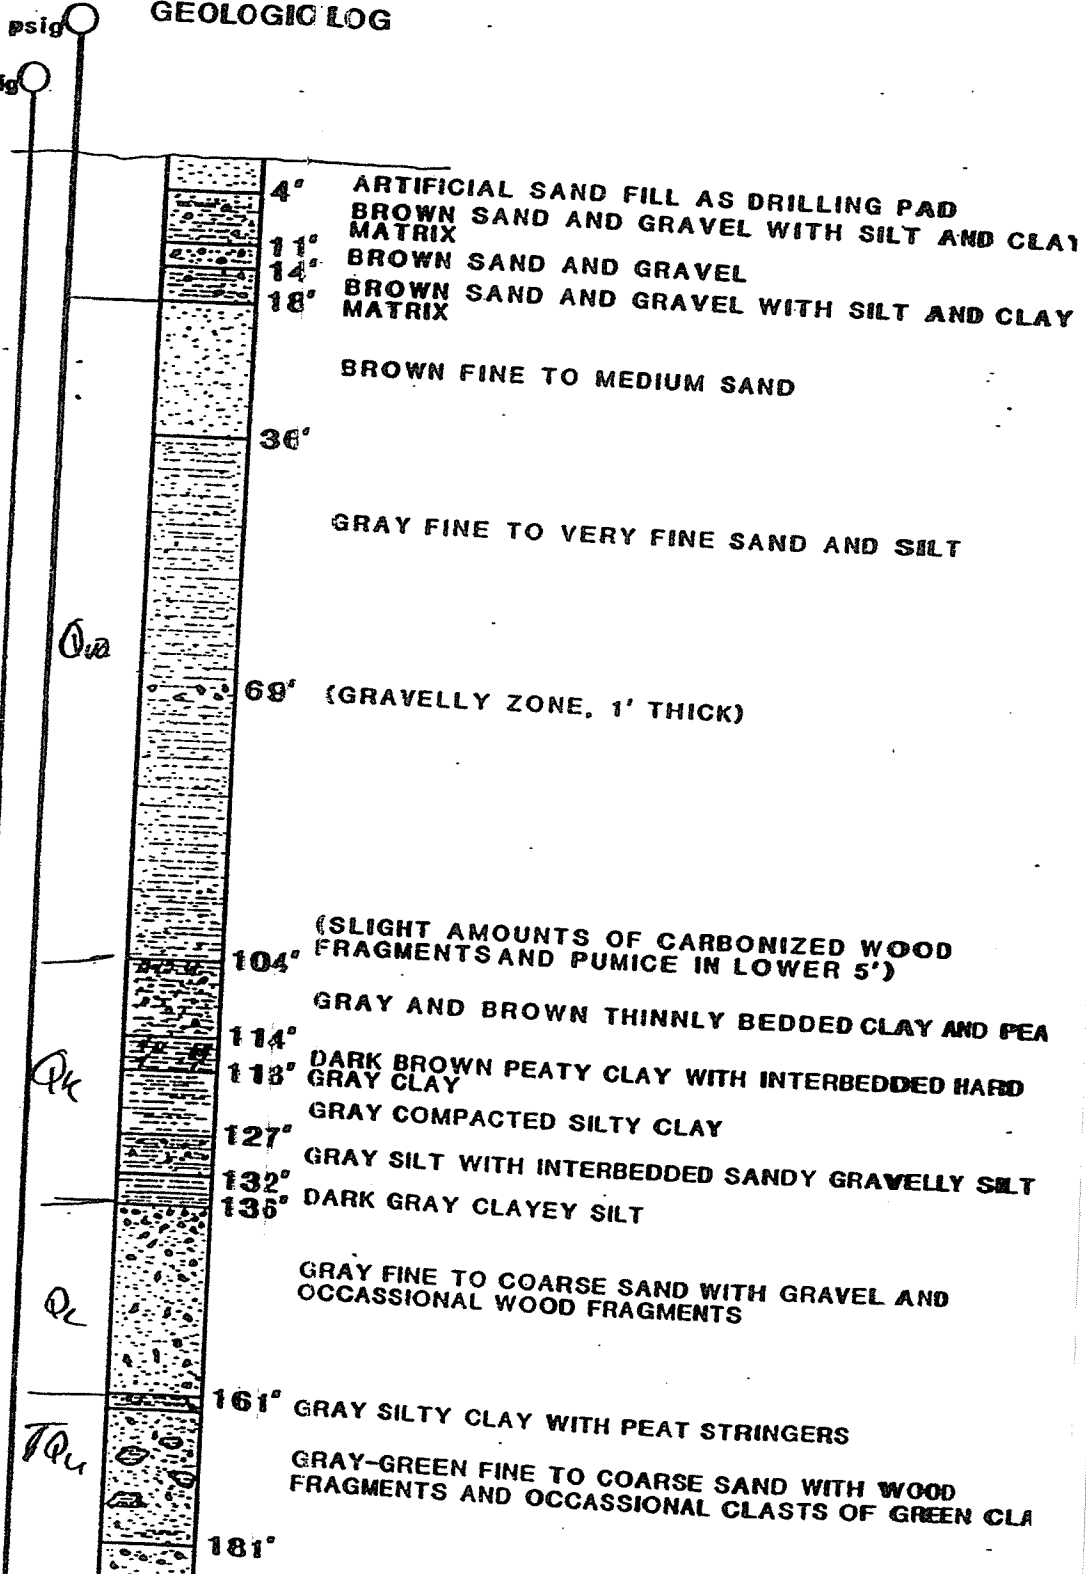 psig
GEOLOGIC LOG
ig
4' ARTIFICIAL SAND FILL AS DRILLING PAD
BROWN SAND AND GRAVEL WITH SILT AND CLAY
11' MATRIX
14' BROWN SAND AND GRAVEL
18' BROWN SAND AND GRAVEL WITH SILT AND CLAY
MATRIX
BROWN FINE TO MEDIUM SAND
36'
GRAY FINE TO VERY FINE SAND AND SILT
Qva
69' (GRAVELLY ZONE, 1' THICK)
(SLIGHT AMOUNTS OF CARBONIZED WOOD
104' FRAGMENTS AND PUMICE IN LOWER 5')
GRAY AND BROWN THINNLY BEDDED CLAY AND PEA
114'
DARK BROWN PEATY CLAY WITH INTERBEDDED HARD
118' GRAY CLAY
Qk
GRAY COMPACTED SILTY CLAY
127'
GRAY SILT WITH INTERBEDDED SANDY GRAVELLY SILT
132'
136' DARK GRAY CLAYEY SILT
GRAY FINE TO COARSE SAND WITH GRAVEL AND
OCCASSIONAL WOOD FRAGMENTS
QC
161' GRAY SILTY CLAY WITH PEAT STRINGERS
TQu
GRAY-GREEN FINE TO COARSE SAND WITH WOOD
FRAGMENTS AND OCCASSIONAL CLASTS OF GREEN CLA
181'